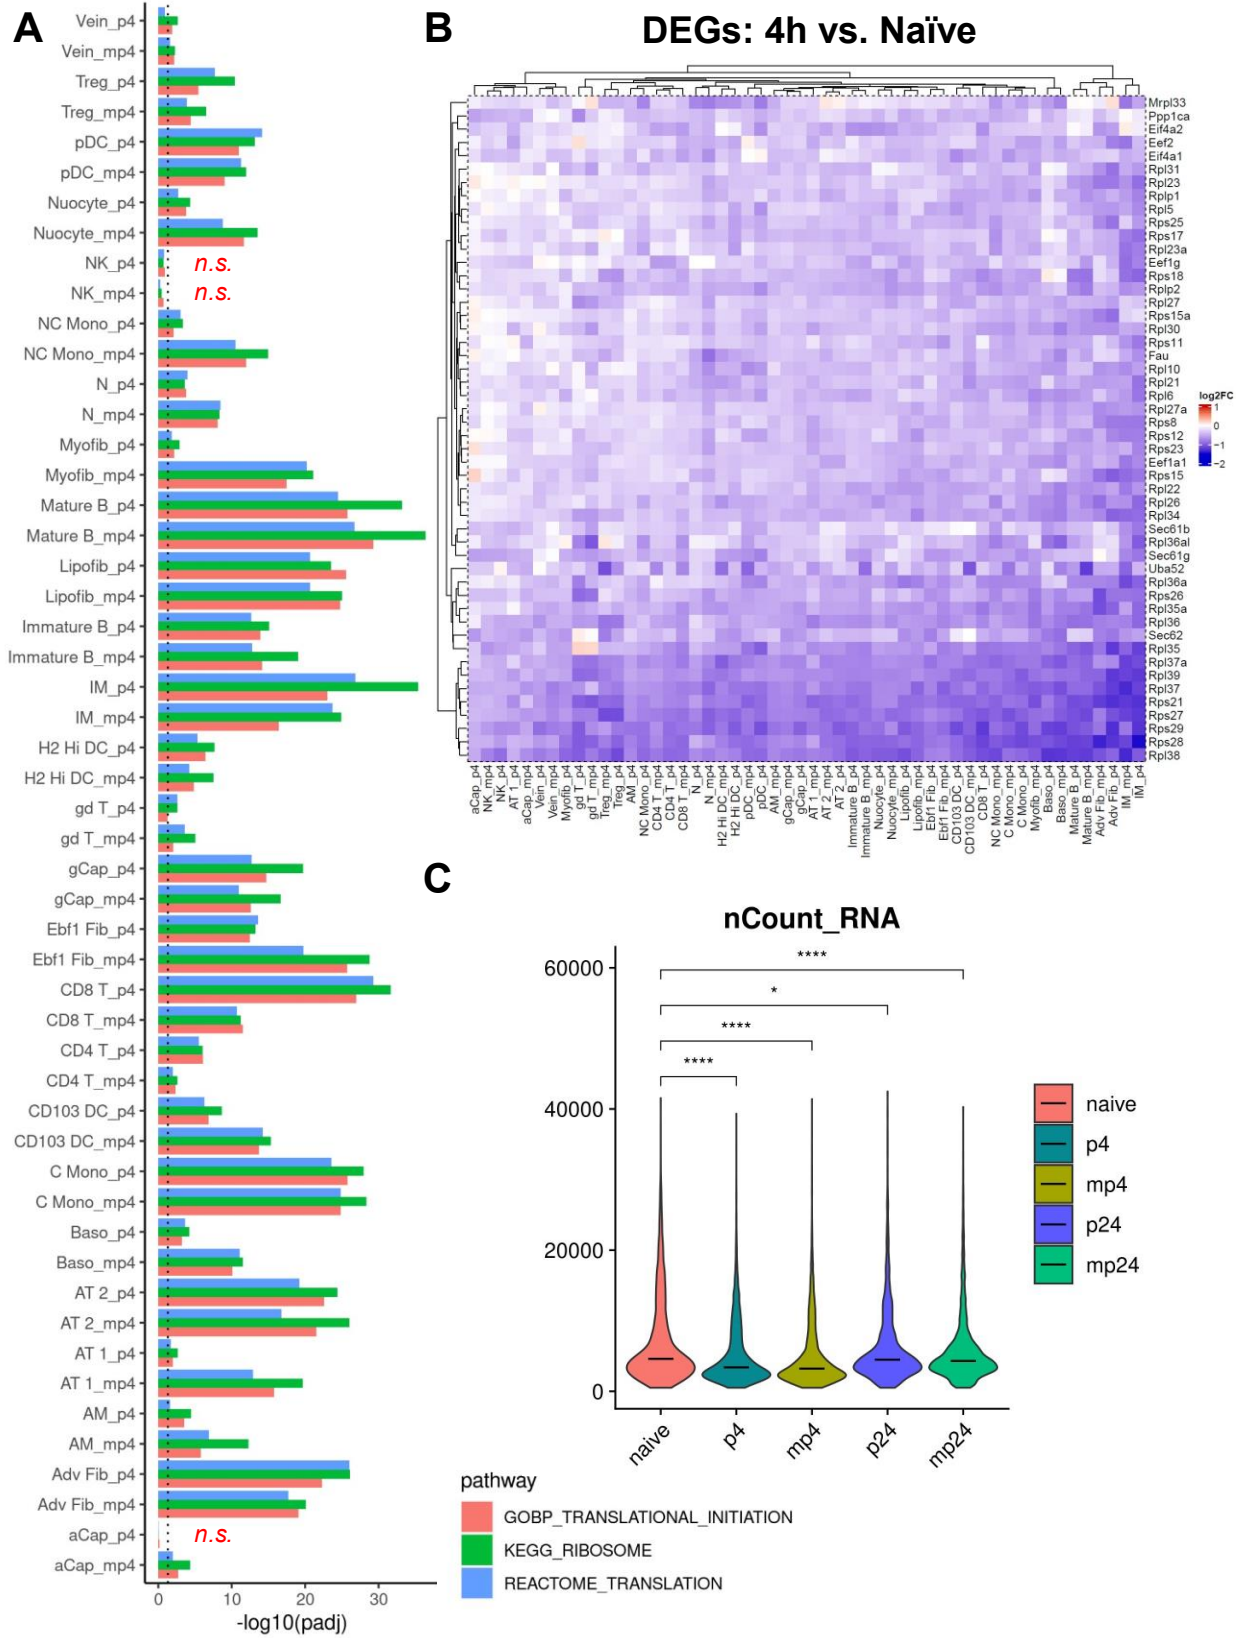 A
Vein_p4
Vein_mp4
Treg_p4
Treg_mp4
pDC_p4
pDC_mp4
Nuocyte_p4
Nuocyte_mp4
NK_p4
n.s.
NK_mp4
n.s.
NC Mono_p4
NC Mono_mp4
N_p4
N_mp4
Myofib_p4
Myofib_mp4
Mature B_p4
Mature B_mp4
Lipofib_p4
Lipofib_mp4
Immature B_p4
Immature B_mp4
IM_p4
IM_mp4
H2 Hi DC_p4
H2 Hi DC_mp4
gd T_p4
gd T_mp4
gCap_p4
gCap_mp4
Ebf1 Fib_p4
Ebf1 Fib_mp4
CD8 T_p4
CD8 T_mp4
CD4 T_p4
CD4 T_mp4
CD103 DC_p4
CD103 DC_mp4
C Mono_p4
C Mono_mp4
Baso_p4
Baso_mp4
AT 2_p4
AT 2_mp4
AT 1_p4
AT 1_mp4
AM_p4
AM_mp4
Adv Fib_p4
Adv Fib_mp4
aCap_p4
n.s.
aCap_mp4
0 10 20 30
-log10(padj)
pathway
GOBP_TRANSLATIONAL_INITIATION
KEGG_RIBOSOME
REACTOME_TRANSLATION
B
DEGs: 4h vs. Naïve
Mrpl33
Ppp1ca
Eif4a2
Eef2
Eif4a1
Rpl31
Rpl23
Rplp1
Rpl5
Rps25
Rps17
Rpl23a
Eef1g
Rps18
Rplp2
Rpl27
Rps15a
Rpl30
Rps11
Fau
Rpl10
Rpl21
Rpl6
Rpl27a
Rps8
Rps12
Rps23
Eef1a1
Rps15
Rpl22
Rpl26
Rpl34
Sec61b
Rpl36al
Sec61g
Uba52
Rpl36a
Rps26
Rpl35a
Rpl36
Sec62
Rpl35
Rpl37a
Rpl39
Rpl37
Rps21
Rps27
Rps29
Rps28
Rpl38
log2FC
1
0
−1
−2
aCap_p4
NK_mp4
NK_p4
AT 1_p4
aCap_mp4
Vein_p4
Vein_mp4
Myofib_p4
gd T_p4
gd T_mp4
Treg_mp4
Treg_p4
AM_p4
NC Mono_p4
CD4 T_mp4
CD4 T_p4
CD8 T_mp4
N_p4
N_mp4
H2 Hi DC_mp4
H2 Hi DC_p4
pDC_mp4
pDC_p4
AM_mp4
gCap_mp4
gCap_p4
AT 1_mp4
AT 2_mp4
AT 2_p4
Immature B_p4
Immature B_mp4
Nuocyte_p4
Nuocyte_mp4
Lipofib_p4
Lipofib_mp4
Ebf1 Fib_p4
Ebf1 Fib_mp4
CD103 DC_p4
CD103 DC_mp4
CD8 T_p4
NC Mono_mp4
C Mono_mp4
C Mono_p4
Myofib_mp4
Baso_p4
Baso_mp4
Mature B_p4
Mature B_mp4
Adv Fib_mp4
Adv Fib_p4
IM_mp4
IM_p4
C
nCount_RNA
60000
40000
20000
0
****
*
****
****
naive
p4
mp4
p24
mp24
naive
p4
mp4
p24
mp24